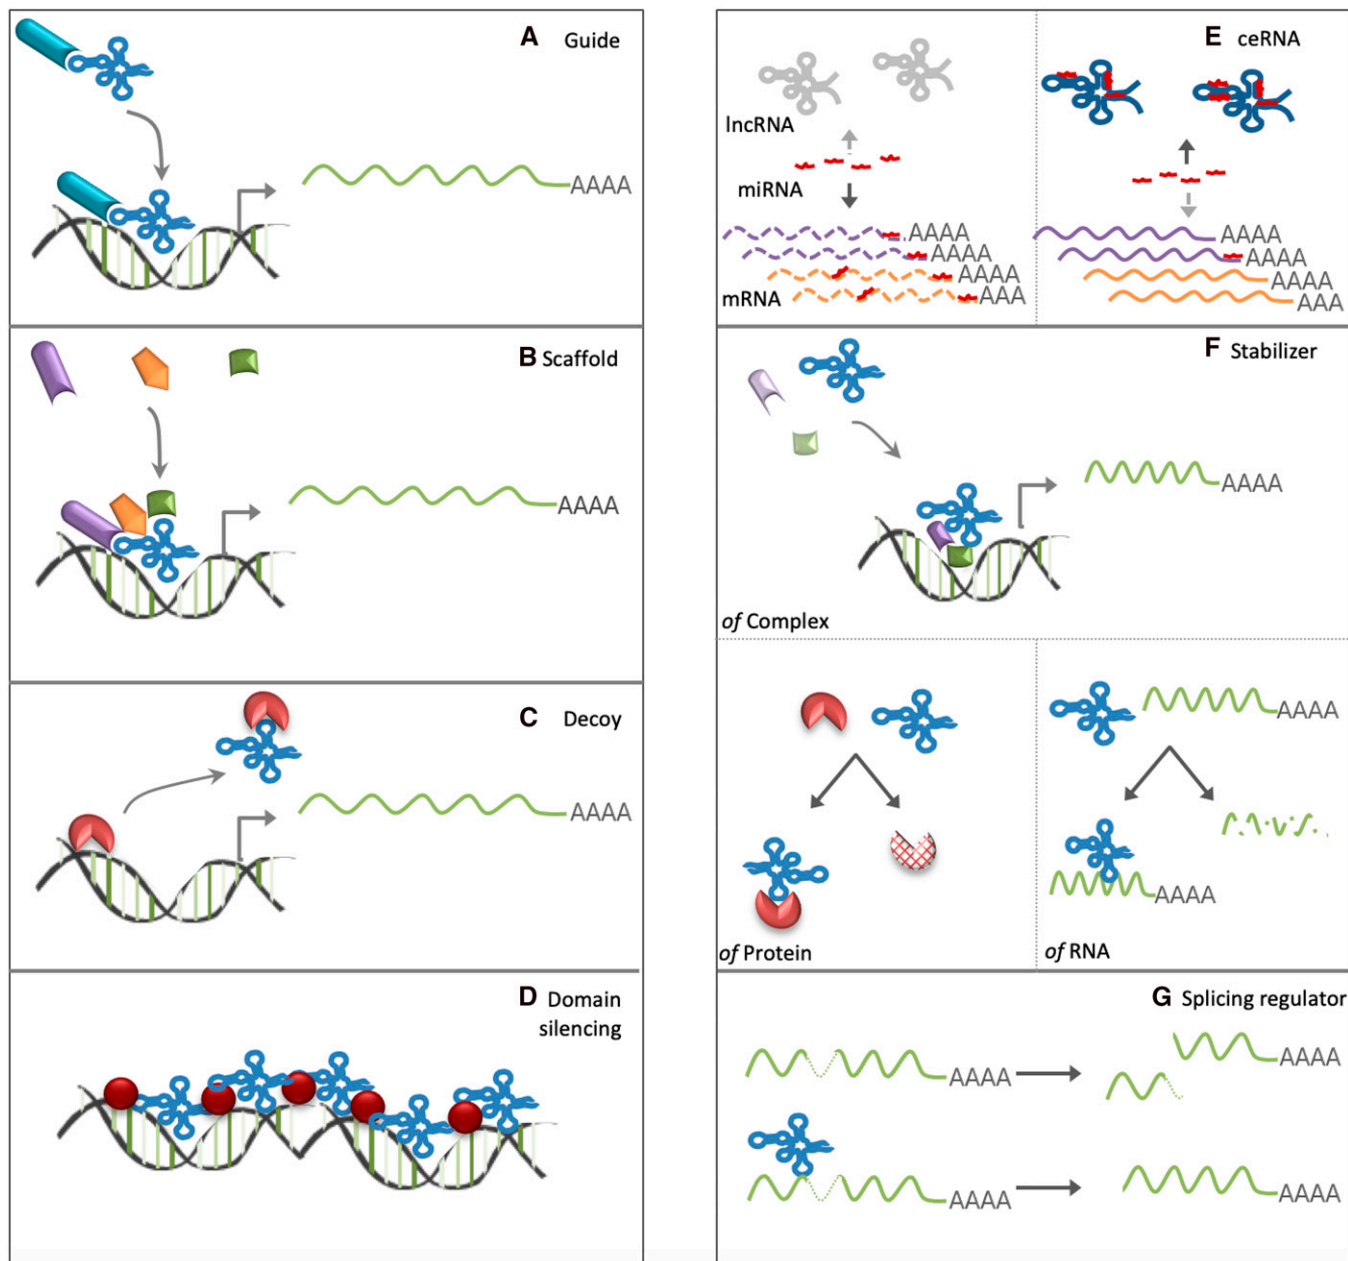 A Guide
AAAA
B Scaffold
AAAA
C Decoy
AAAA
D Domain
silencing
E ceRNA
lncRNA
miRNA
AAAA
AAAA
AAAA
mRNA
AAA
AAAA
AAAA
AAAA
AAA
F Stabilizer
AAAA
of Complex
AAAA
AAAA
of Protein
of RNA
G Splicing regulator
AAAA
AAAA
AAAA
AAAA